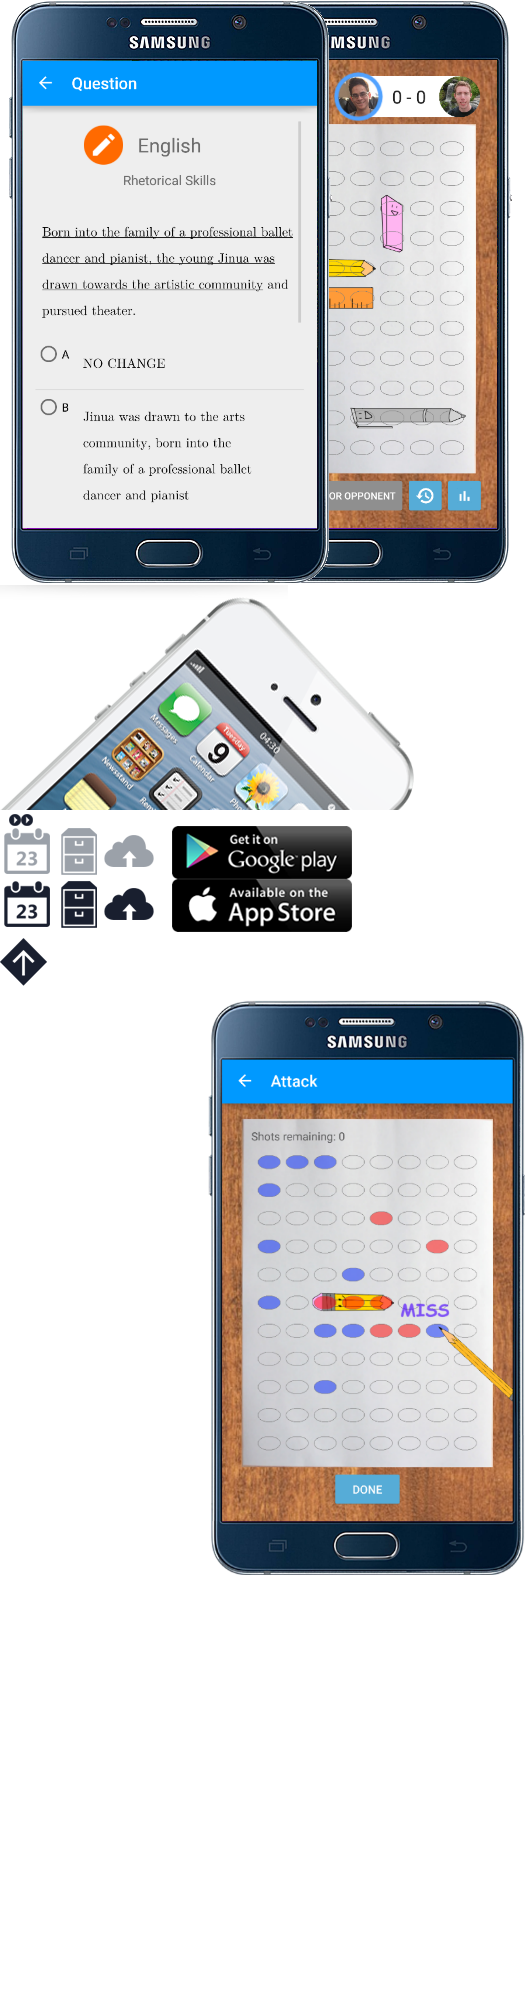 SAMSUNG
MSUNG
Question
0 - 0
English
Rhetorical Skills
Born into the family of a professional ballet
dancer and pianist, the young Jinua was
drawn towards the artistic community and
pursued theater.
A
NO CHANGE
B
Jinua was drawn to the arts
community, born into the
family of a professional ballet
dancer and pianist
OR OPPONENT
04:30
Messages
Tuesday
9
Calendar
Newsstand
23
Get it on
Google play
23
Available on the
App Store
SAMSUNG
Attack
Shots remaining: 0
MISS
DONE